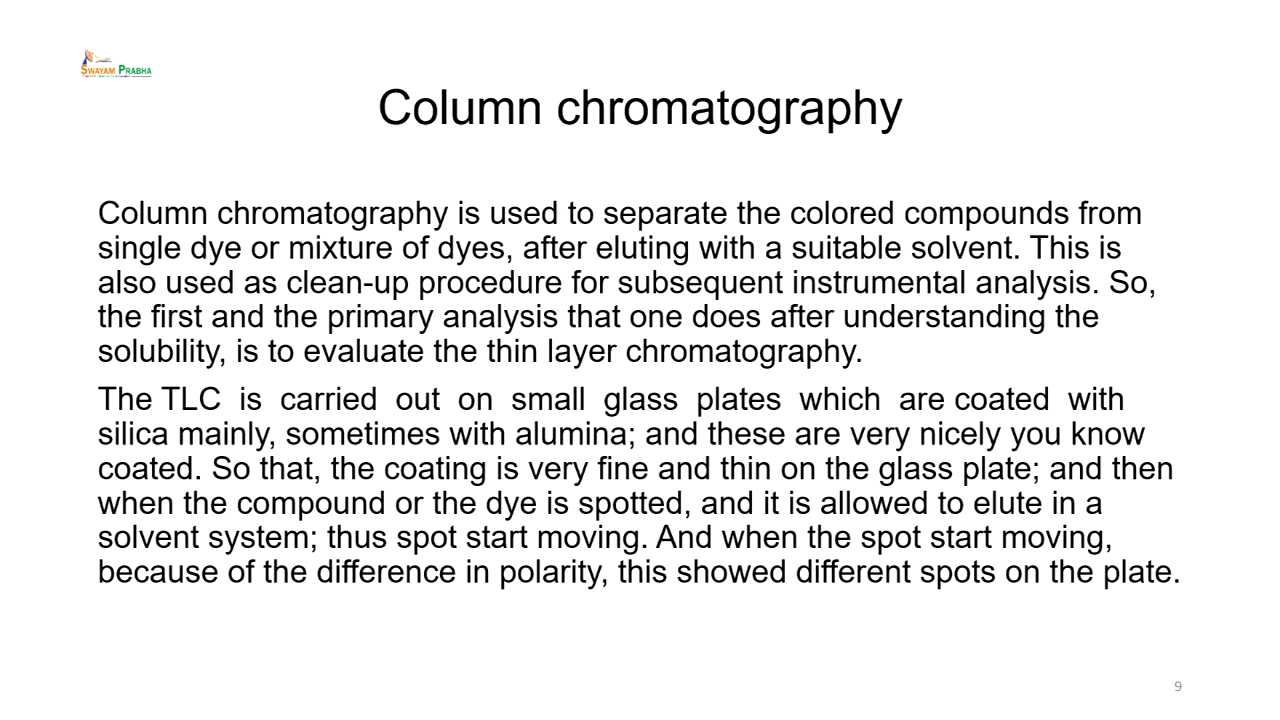 SWAYAM PRABHA
Column chromatography
Column chromatography is used to separate the colored compounds from
single dye or mixture of dyes, after eluting with a suitable solvent. This is
also used as clean-up procedure for subsequent instrumental analysis. So,
the first and the primary analysis that one does after understanding the
solubility, is to evaluate the thin layer chromatography.
The TLC is carried out on small glass plates which are coated with
silica mainly, sometimes with alumina; and these are very nicely you know
coated. So that, the coating is very fine and thin on the glass plate; and then
when the compound or the dye is spotted, and it is allowed to elute in a
solvent system; thus spot start moving. And when the spot start moving,
because of the difference in polarity, this showed different spots on the plate.
9